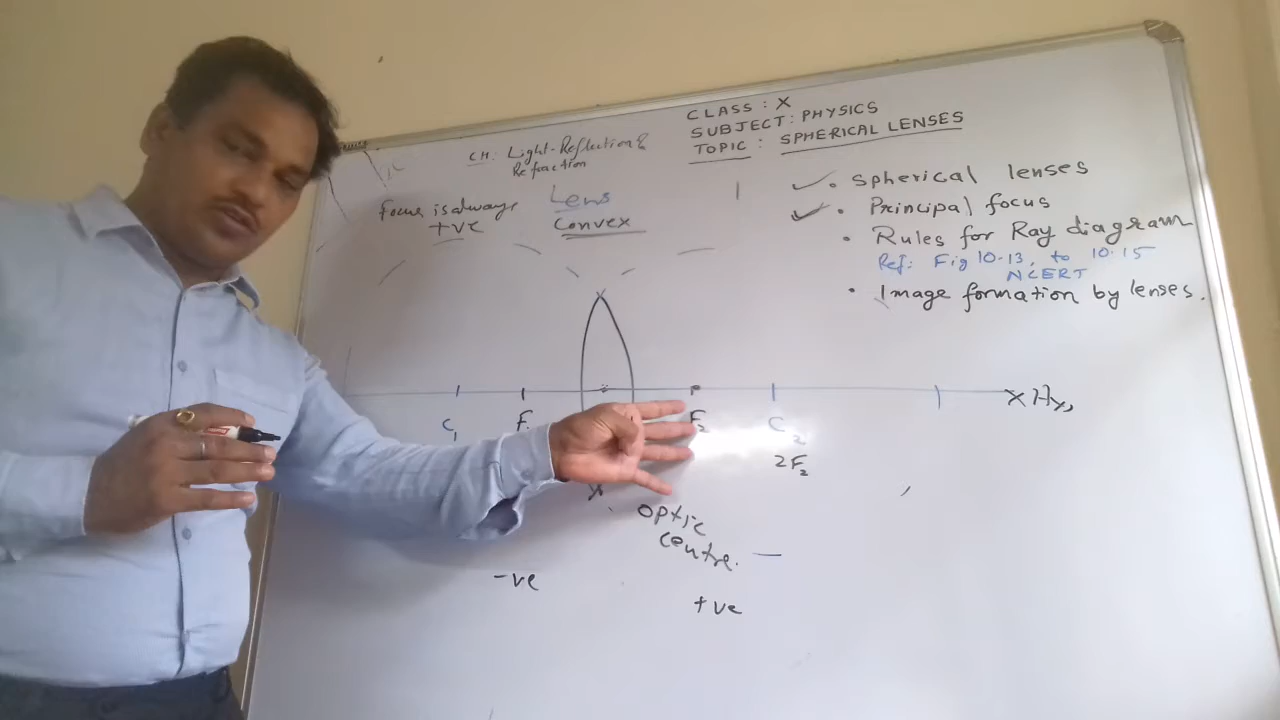 CLASS : X
SUBJECT: PHYSICS
TOPIC : SPHERICAL LENSES
CH: Light-Reflection &
Refraction
Focus is always
+ve
Lens
Convex
• Spherical lenses
• Principal focus
• Rules for Ray diagram
Ref: Fig 10.13, to 10.15
NCERT
• Image formation by lenses.
C1
F1
F2
C2
2F2
X
optic
centre.
-ve
+ve